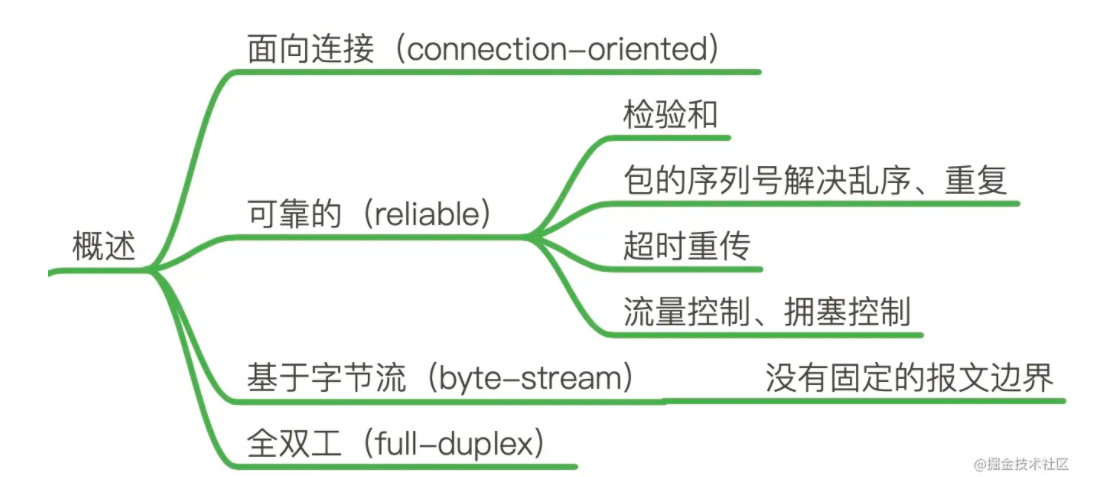 概述
面向连接（connection-oriented）
可靠的（reliable）
检验和
包的序列号解决乱序、重复
超时重传
流量控制、拥塞控制
基于字节流（byte-stream）
没有固定的报文边界
全双工（full-duplex）
@掘金技术社区